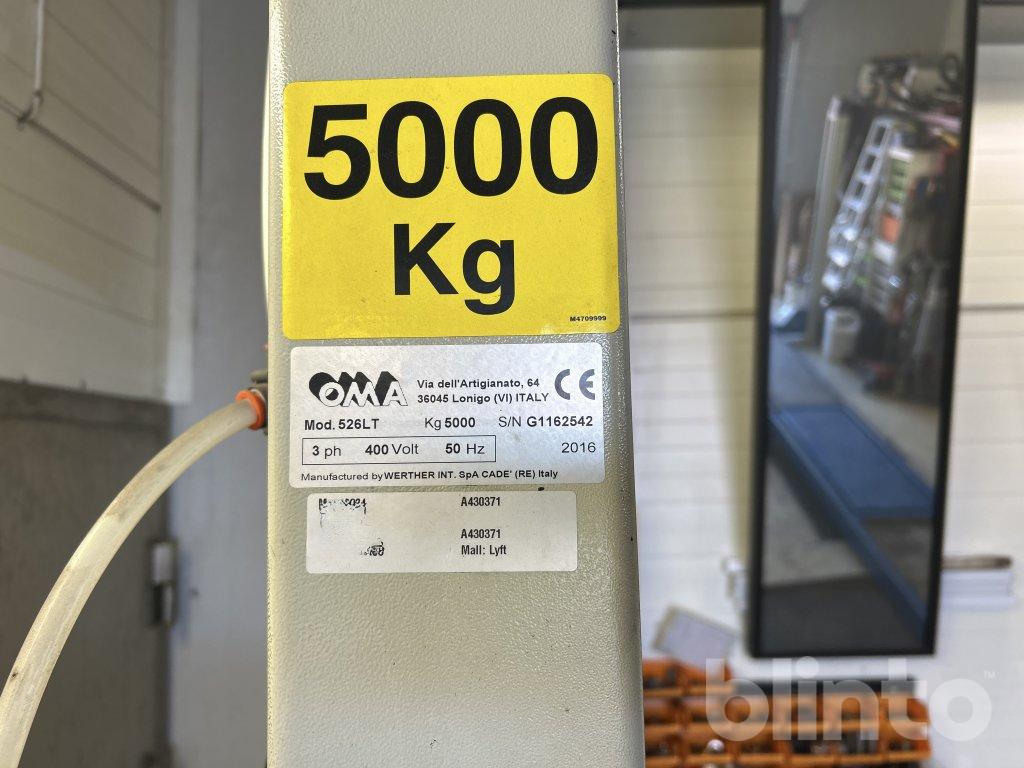 5000
Kg
M4709999
OMA
Via dell'Artigianato, 64
36045 Lonigo (VI) ITALY
CE
Mod. 526LT Kg 5000 S/N G1162542
3 ph 400 Volt 50 Hz 2016
Manufactured by WERTHER INT. SpA CADE' (RE) Italy
A430371
A430371
Mall: Lyft
blinto™